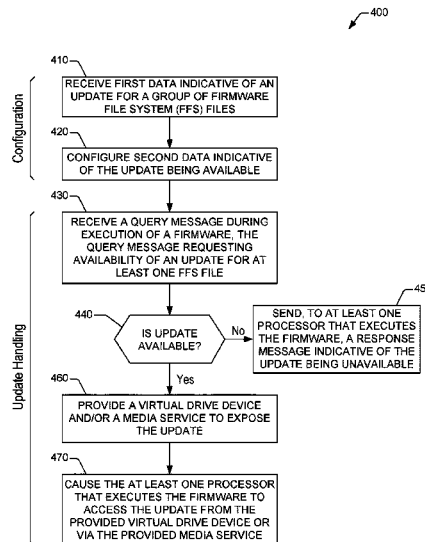 400
410
RECEIVE FIRST DATA INDICATIVE OF AN
UPDATE FOR A GROUP OF FIRMWARE
FILE SYSTEM (FFS) FILES
Configuration
420
CONFIGURE SECOND DATA INDICATIVE
OF THE UPDATE BEING AVAILABLE
430
RECEIVE A QUERY MESSAGE DURING
EXECUTION OF A FIRMWARE, THE
QUERY MESSAGE REQUESTING
AVAILABILITY OF AN UPDATE FOR AT
LEAST ONE FFS FILE
Update Handling
440
IS UPDATE
AVAILABLE?
No
45
SEND, TO AT LEAST ONE
PROCESSOR THAT EXECUTES
THE FIRMWARE, A RESPONSE
MESSAGE INDICATIVE OF THE
UPDATE BEING UNAVAILABLE
Yes
460
PROVIDE A VIRTUAL DRIVE DEVICE
AND/OR A MEDIA SERVICE TO EXPOSE
THE UPDATE
470
CAUSE THE AT LEAST ONE PROCESSOR
THAT EXECUTES THE FIRMWARE TO
ACCESS THE UPDATE FROM THE
PROVIDED VIRTUAL DRIVE DEVICE OR
VIA THE PROVIDED MEDIA SERVICE